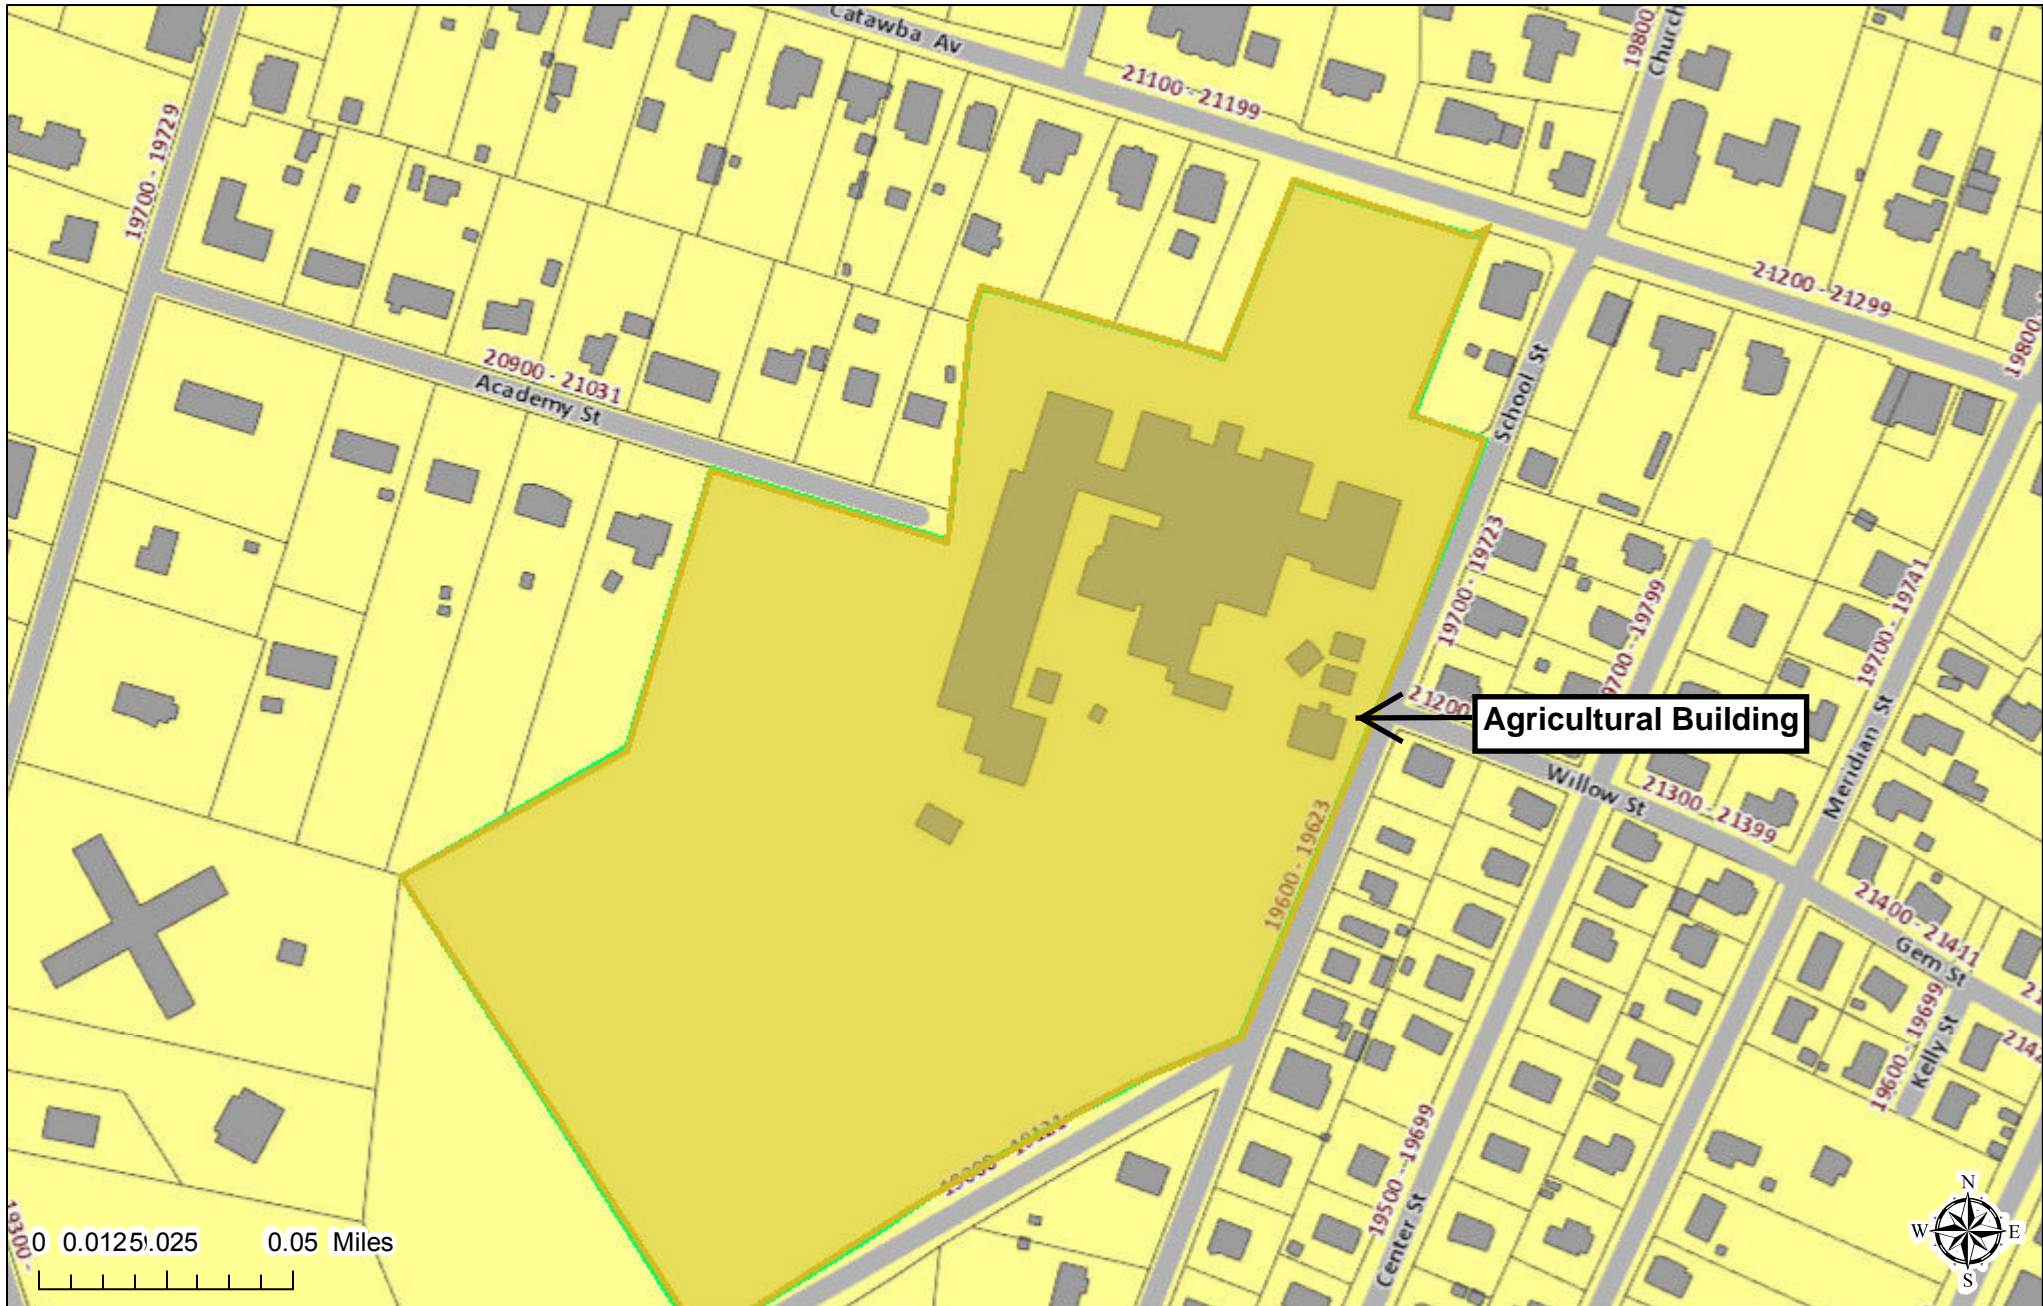 Catawba Av
21100 - 21199
19800
Church
19700 - 19729
21200 - 21299
19800
20900 - 21031
Academy St
School St
19700 - 19723
19700 - 19741
21200
Agricultural Building
Meridian St
Willow St
21300 - 21399
19600 - 19623
21400 - 21411
Gem St
19600 - 19699
Kelly St
19500 - 19699
Center St
19300 -
0 0.0125 0.025 0.05 Miles
N
W E
S